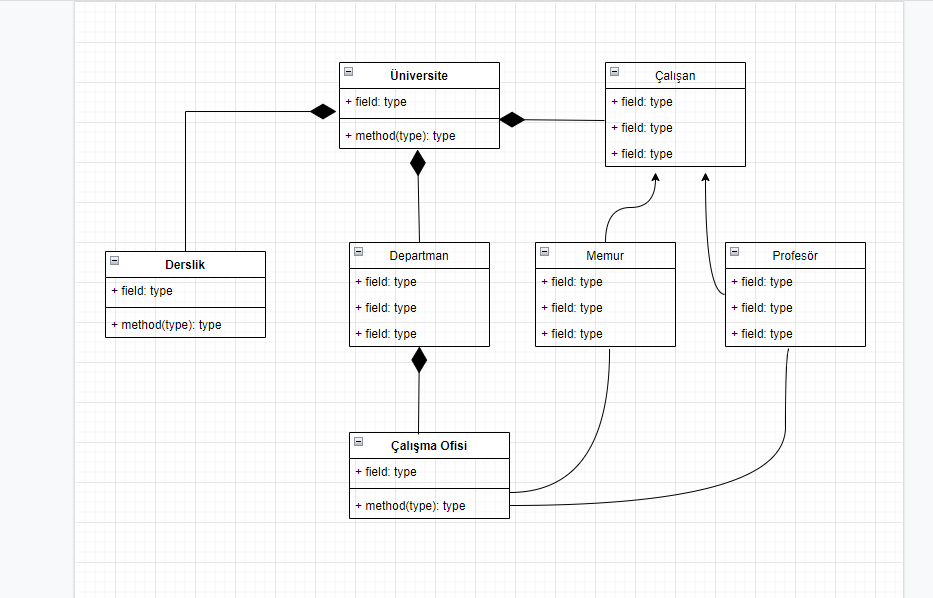 Üniversite
+ field: type
+ method(type): type
Çalışan
+ field: type
+ field: type
+ field: type
Derslik
+ field: type
+ method(type): type
Departman
+ field: type
+ field: type
+ field: type
Memur
+ field: type
+ field: type
+ field: type
Profesör
+ field: type
+ field: type
+ field: type
Çalışma Ofisi
+ field: type
+ method(type): type